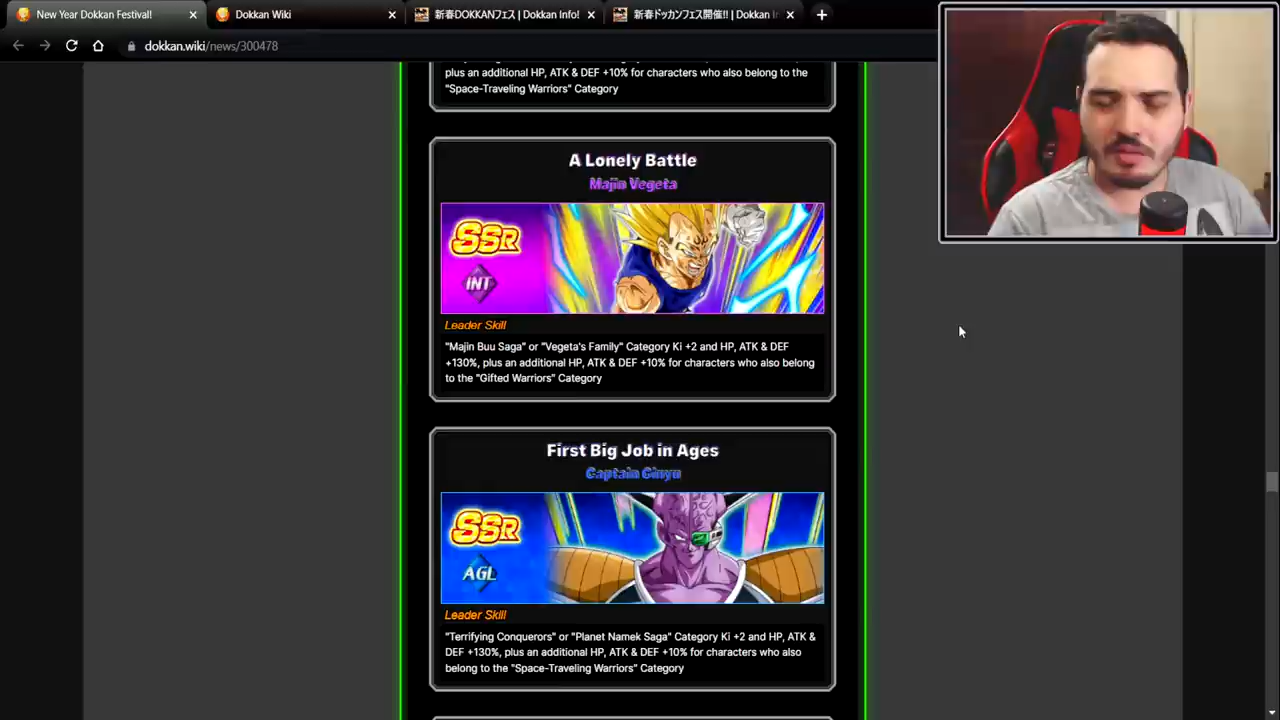 New Year Dokkan Festival!
Dokkan Wiki
新春DOKKANフェス | Dokkan Info!
新春ドッカンフェス開催!! | Dokkan In
dokkan.wiki/news/300478
plus an additional HP, ATK & DEF +10% for characters who also belong to the
"Space-Traveling Warriors" Category
A Lonely Battle
Majin Vegeta
SSR
INT
Leader Skill
"Majin Buu Saga" or "Vegeta's Family" Category Ki +2 and HP, ATK & DEF
+130%, plus an additional HP, ATK & DEF +10% for characters who also belong
to the "Gifted Warriors" Category
First Big Job in Ages
Captain Ginyu
SSR
AGL
Leader Skill
"Terrifying Conquerors" or "Planet Namek Saga" Category Ki +2 and HP, ATK &
DEF +130%, plus an additional HP, ATK & DEF +10% for characters who also
belong to the "Space-Traveling Warriors" Category